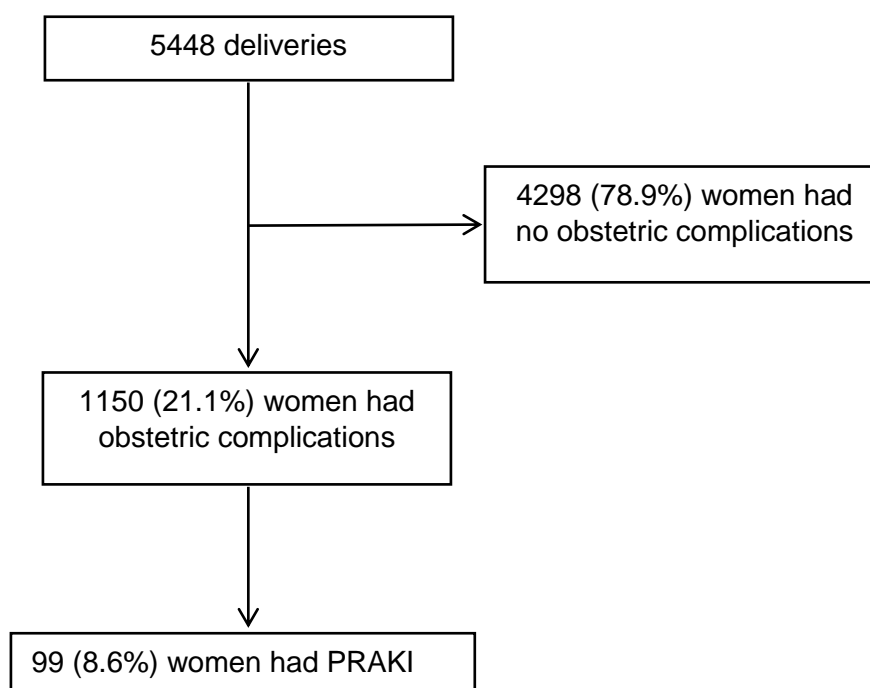 5448 deliveries
4298 (78.9%) women had
no obstetric complications
1150 (21.1%) women had
obstetric complications
99 (8.6%) women had PRAKI